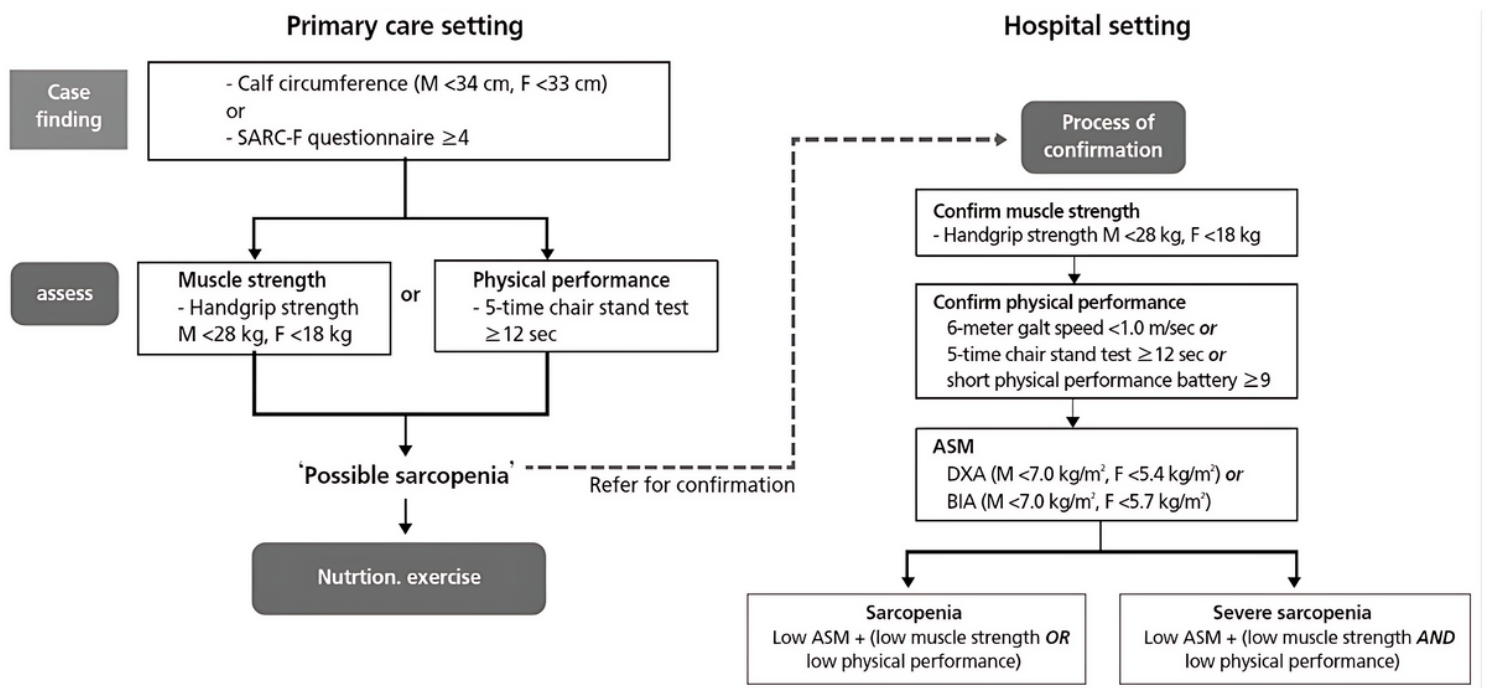 Primary care setting
Case
finding
- Calf circumference (M <34 cm, F <33 cm)
or
- SARC-F questionnaire ≥4
assess
Muscle strength
- Handgrip strength
M <28 kg, F <18 kg
or
Physical performance
- 5-time chair stand test
≥12 sec
'Possible sarcopenia'
Refer for confirmation
Nutrtion. exercise
Hospital setting
Process of
confirmation
Confirm muscle strength
- Handgrip strength M <28 kg, F <18 kg
Confirm physical performance
6-meter galt speed <1.0 m/sec or
5-time chair stand test ≥12 sec or
short physical performance battery ≥9
ASM
DXA (M <7.0 kg/m², F <5.4 kg/m²) or
BIA (M <7.0 kg/m², F <5.7 kg/m²)
Sarcopenia
Low ASM + (low muscle strength OR
low physical performance)
Severe sarcopenia
Low ASM + (low muscle strength AND
low physical performance)